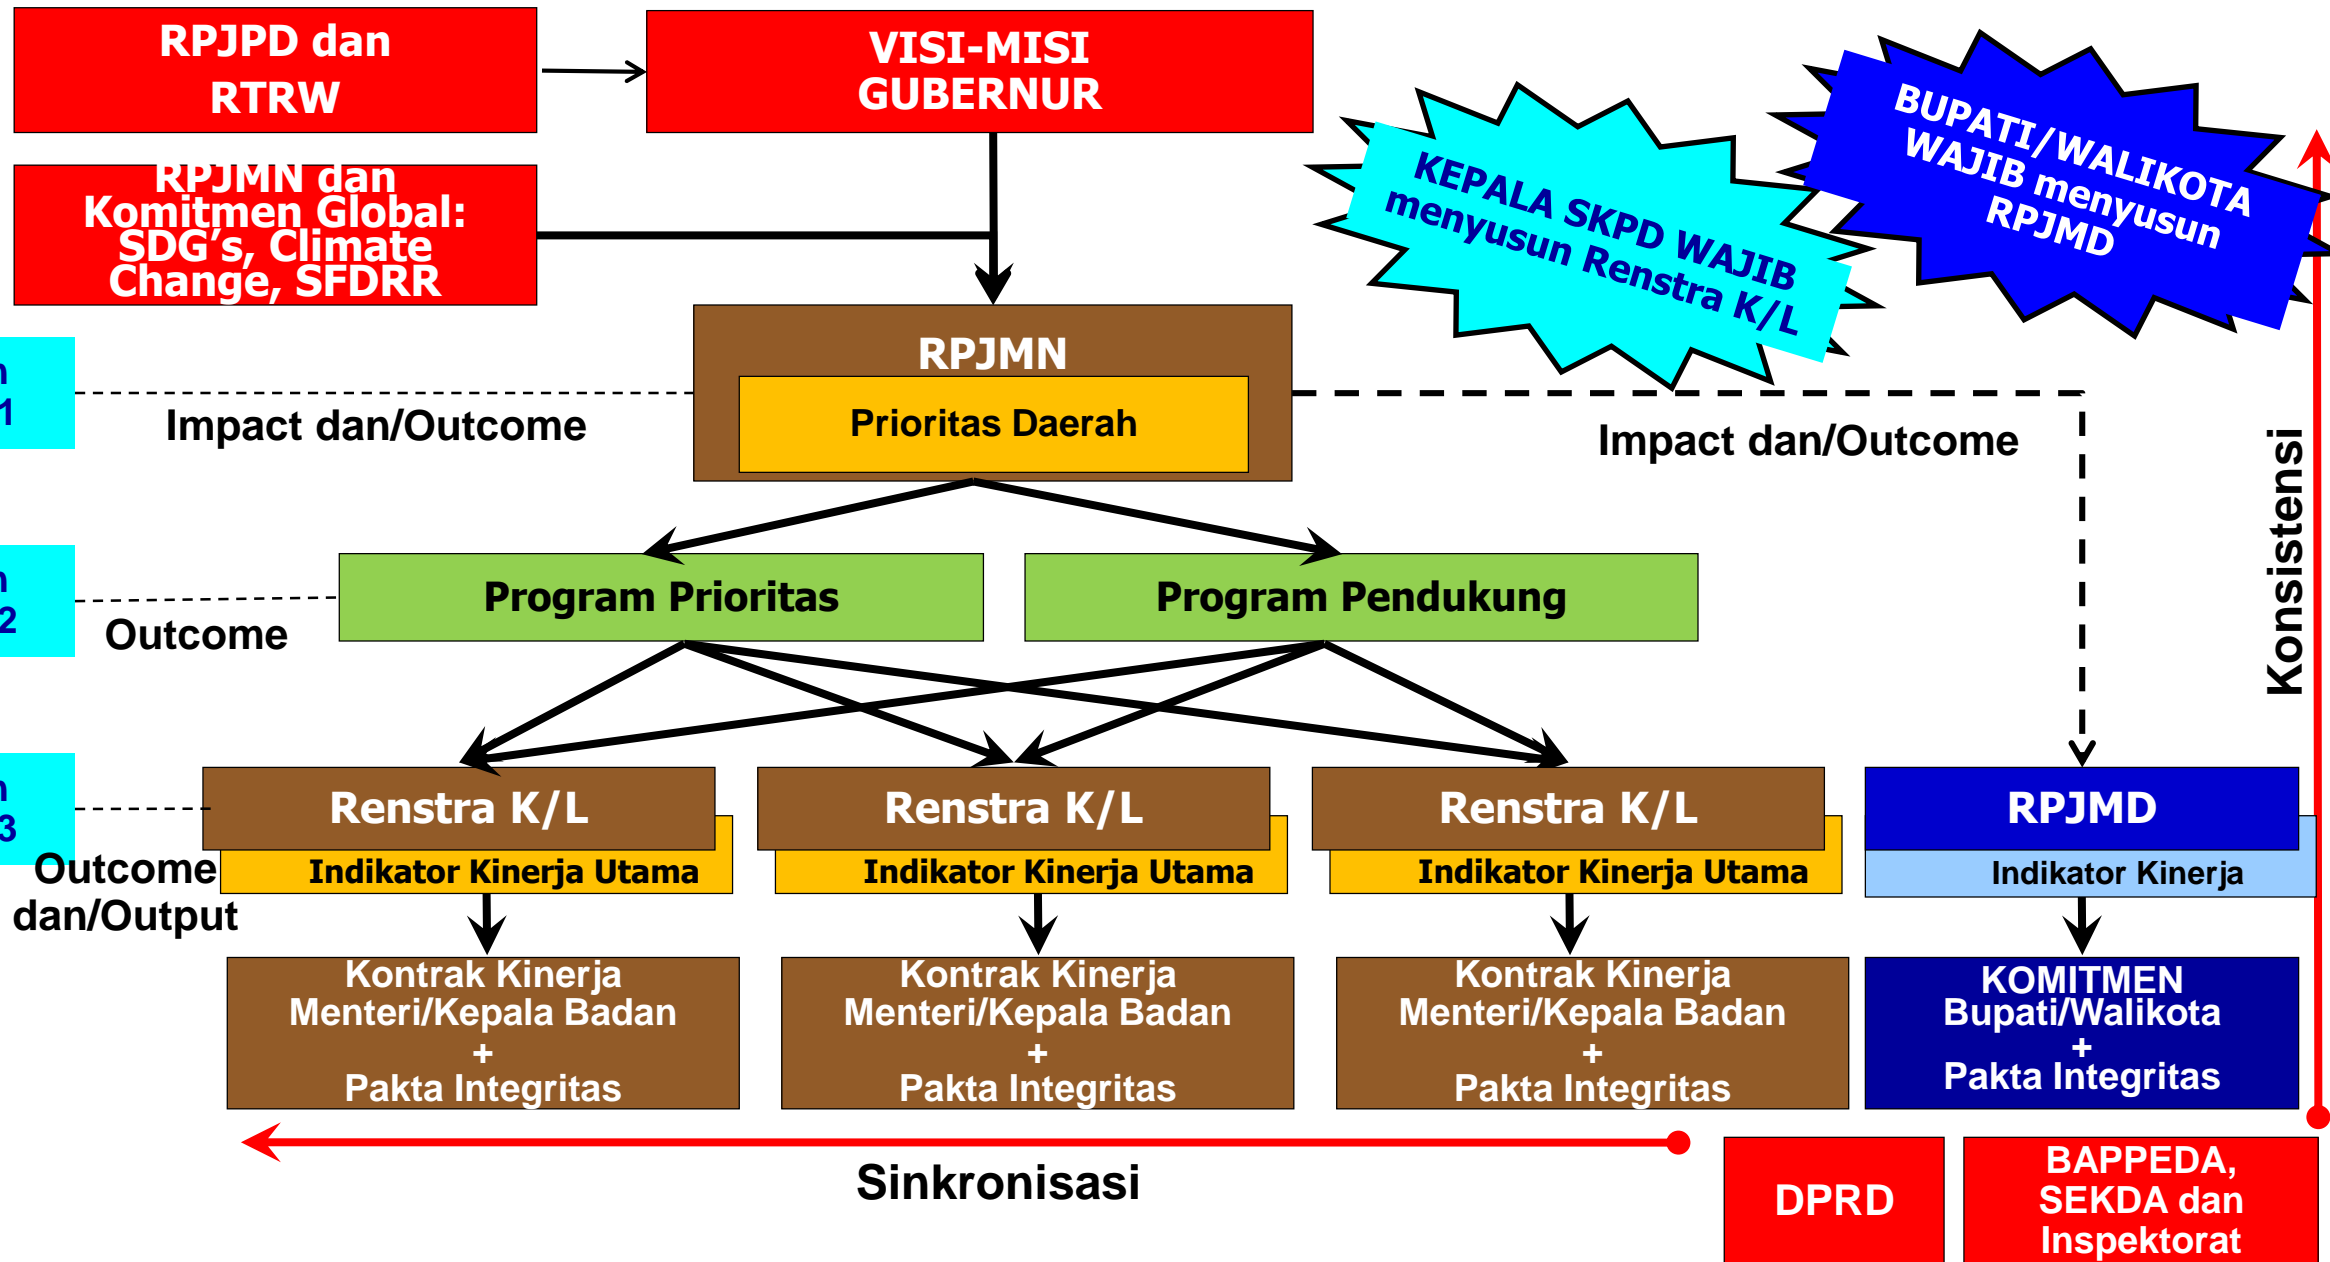 RPJPD dan
RTRW
VISI-MISI
GUBERNUR
RPJMN dan
Komitmen Global:
SDG's, Climate
Change, SFDRR
KEPALA SKPD WAJIB
menyusun Renstra K/L
BUPATI/WALIKOTA
WAJIB menyusun
RPJMD
RPJMN
Prioritas Daerah
1
Impact dan/Outcome
Impact dan/Outcome
Konsistensi
Program Prioritas
Program Pendukung
2
Outcome
3
Outcome
dan/Output
Renstra K/L
Indikator Kinerja Utama
Renstra K/L
Indikator Kinerja Utama
Renstra K/L
Indikator Kinerja Utama
RPJMD
Indikator Kinerja
Kontrak Kinerja
Menteri/Kepala Badan
+
Pakta Integritas
Kontrak Kinerja
Menteri/Kepala Badan
+
Pakta Integritas
Kontrak Kinerja
Menteri/Kepala Badan
+
Pakta Integritas
KOMITMEN
Bupati/Walikota
+
Pakta Integritas
Sinkronisasi
DPRD
BAPPEDA,
SEKDA dan
Inspektorat